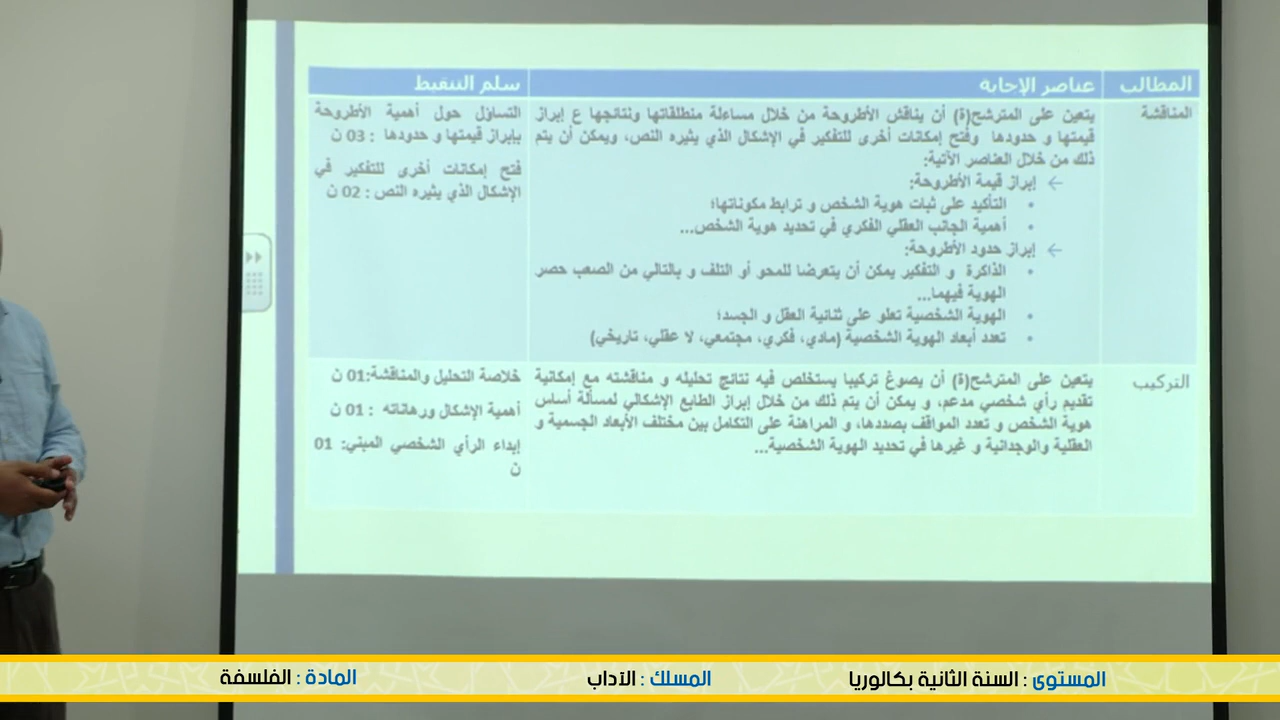 المطالب
عناصر الإجابة
سلم التنقيط
المناقشة
يتعين على المترشح(ة) أن يناقش الأطروحة من خلال مساءلة منطلقاتها ونتائجها ع إبراز
قيمتها و حدودها وفتح إمكانات أخرى للتفكير في الإشكال الذي يثيره النص، ويمكن أن يتم
ذلك من خلال العناصر الآتية:
← إبراز قيمة الأطروحة:
• التأكيد على ثبات هوية الشخص و ترابط مكوناتها؛
• أهمية الجانب العقلي الفكري في تحديد هوية الشخص...
← إبراز حدود الأطروحة:
• الذاكرة و التفكير يمكن أن يتعرضا للمحو أو التلف و بالتالي من الصعب حصر
الهوية فيهما...
• الهوية الشخصية تعلو على ثنائية العقل و الجسد؛
• تعدد أبعاد الهوية الشخصية (مادي، فكري، مجتمعي، لا عقلي، تاريخي)
التساؤل حول أهمية الأطروحة
بإبراز قيمتها و حدودها : 03 ن
فتح إمكانات أخرى للتفكير في
الإشكال الذي يثيره النص : 02 ن
التركيب
يتعين على المترشح(ة) أن يصوغ تركيبا يستخلص فيه نتائج تحليله و مناقشته مع إمكانية
تقديم رأي شخصي مدعم، و يمكن أن يتم ذلك من خلال إبراز الطابع الإشكالي لمسألة أساس
هوية الشخص و تعدد المواقف بصددها، و المراهنة على التكامل بين مختلف الأبعاد الجسمية و
العقلية والوجدانية و غيرها في تحديد الهوية الشخصية...
خلاصة التحليل والمناقشة:01 ن
أهمية الإشكال ورهاناته : 01 ن
إبداء الرأي الشخصي المبني: 01
ن
المستوى : السنة الثانية بكالوريا
المسلك : الآداب
المادة : الفلسفة